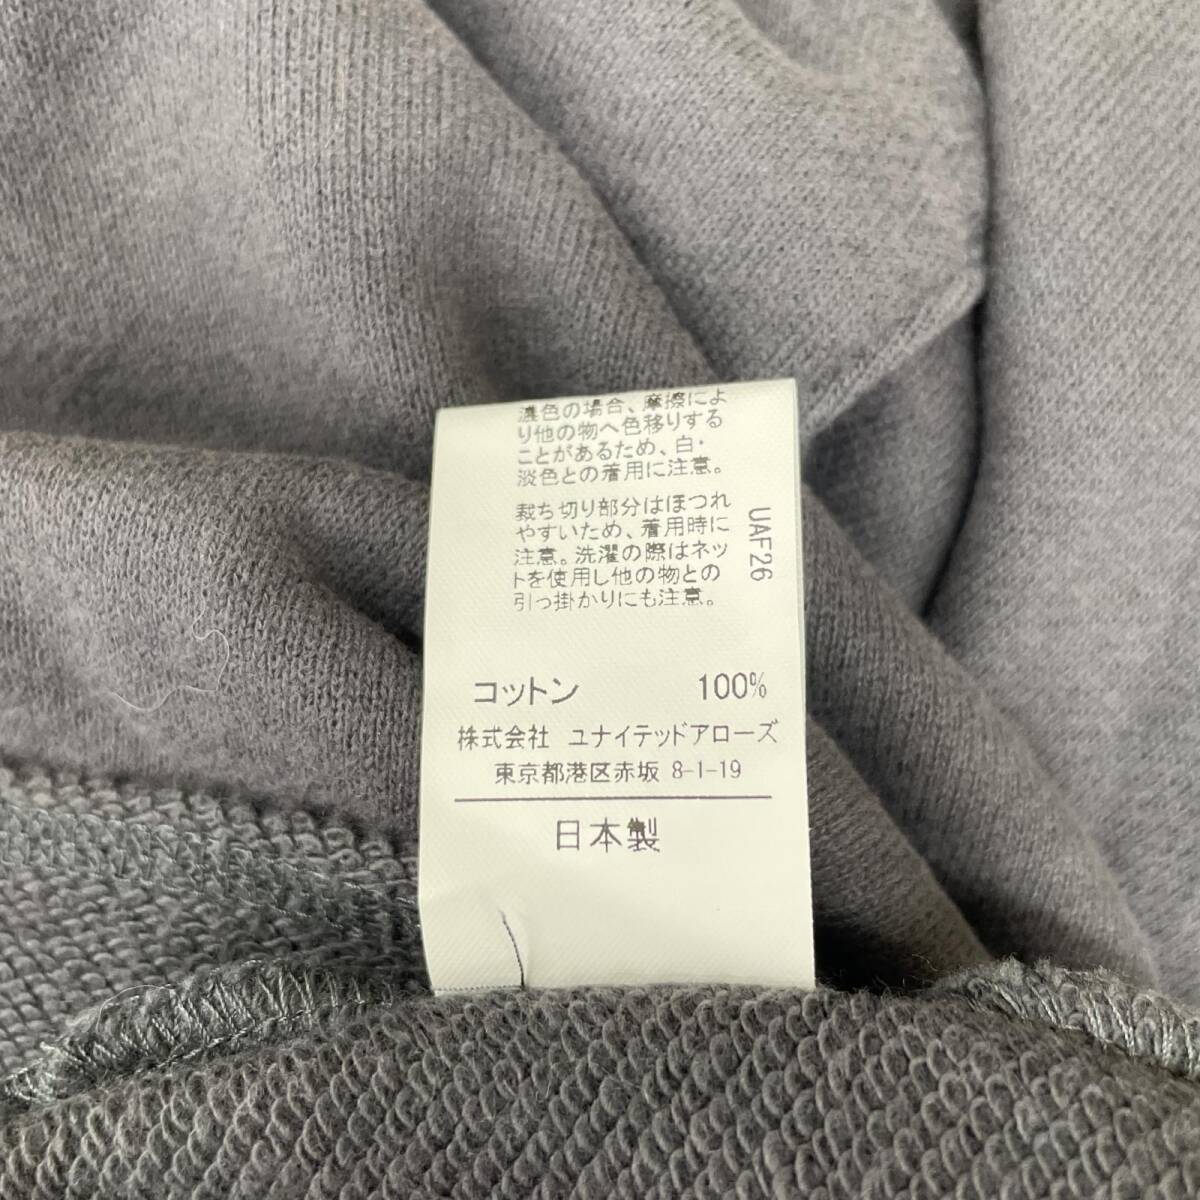 濃色の場合、摩擦によ
り他の物へ色移りする
ことがあるため、白・
淡色との着用に注意。
裁ち切り部分はほつれ
やすいため、着用時に
注意。洗濯の際はネッ
トを使用し他の物との
引っ掛かりにも注意。
UAF26
コットン 100%
株式会社 ユナイテッドアローズ
東京都港区赤坂 8-1-19
日本製